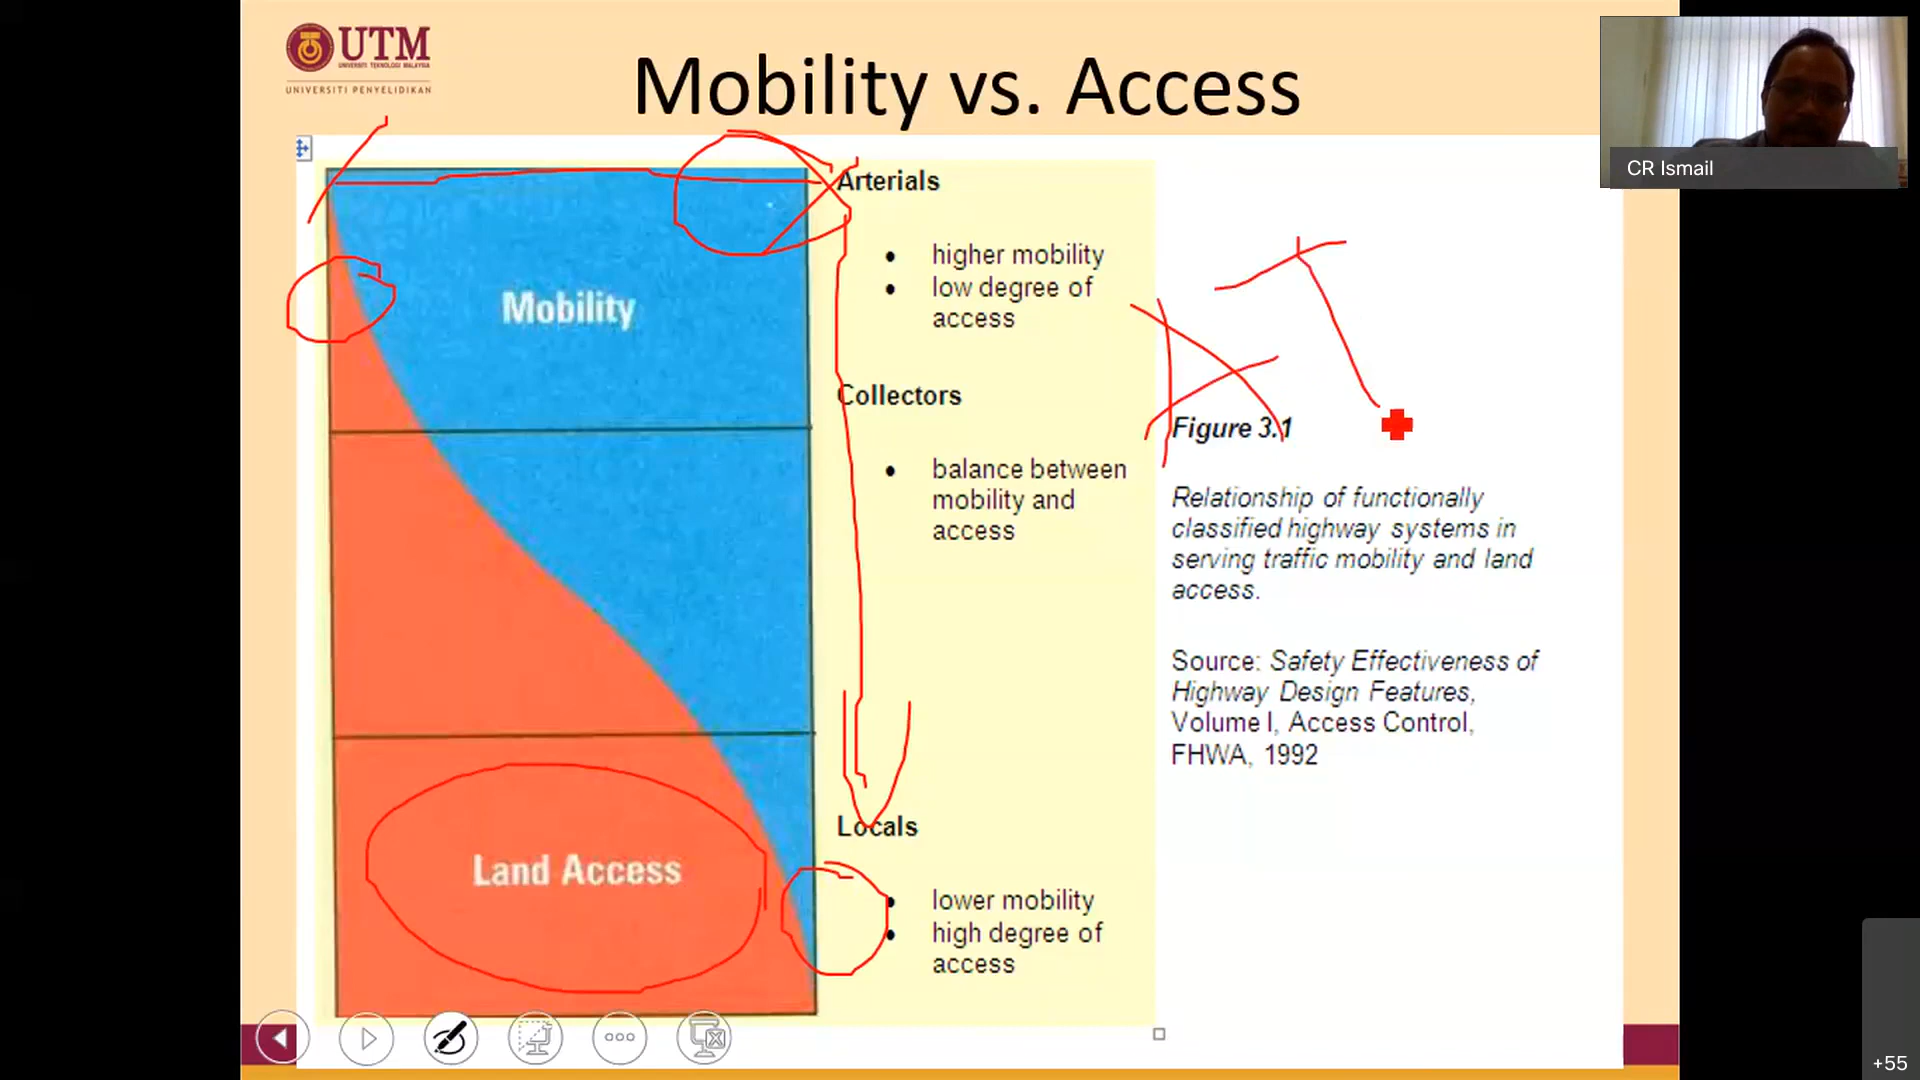 UTM
UNIVERSITI TEKNOLOGI MALAYSIA
UNIVERSITI PENYELIDIKAN
Mobility vs. Access
CR Ismail
Mobility
Land Access
Arterials
• higher mobility
• low degree of
access
Collectors
• balance between
mobility and
access
Locals
• lower mobility
• high degree of
access
Figure 3.1
Relationship of functionally
classified highway systems in
serving traffic mobility and land
access.
Source: Safety Effectiveness of
Highway Design Features,
Volume I, Access Control,
FHWA, 1992
+55